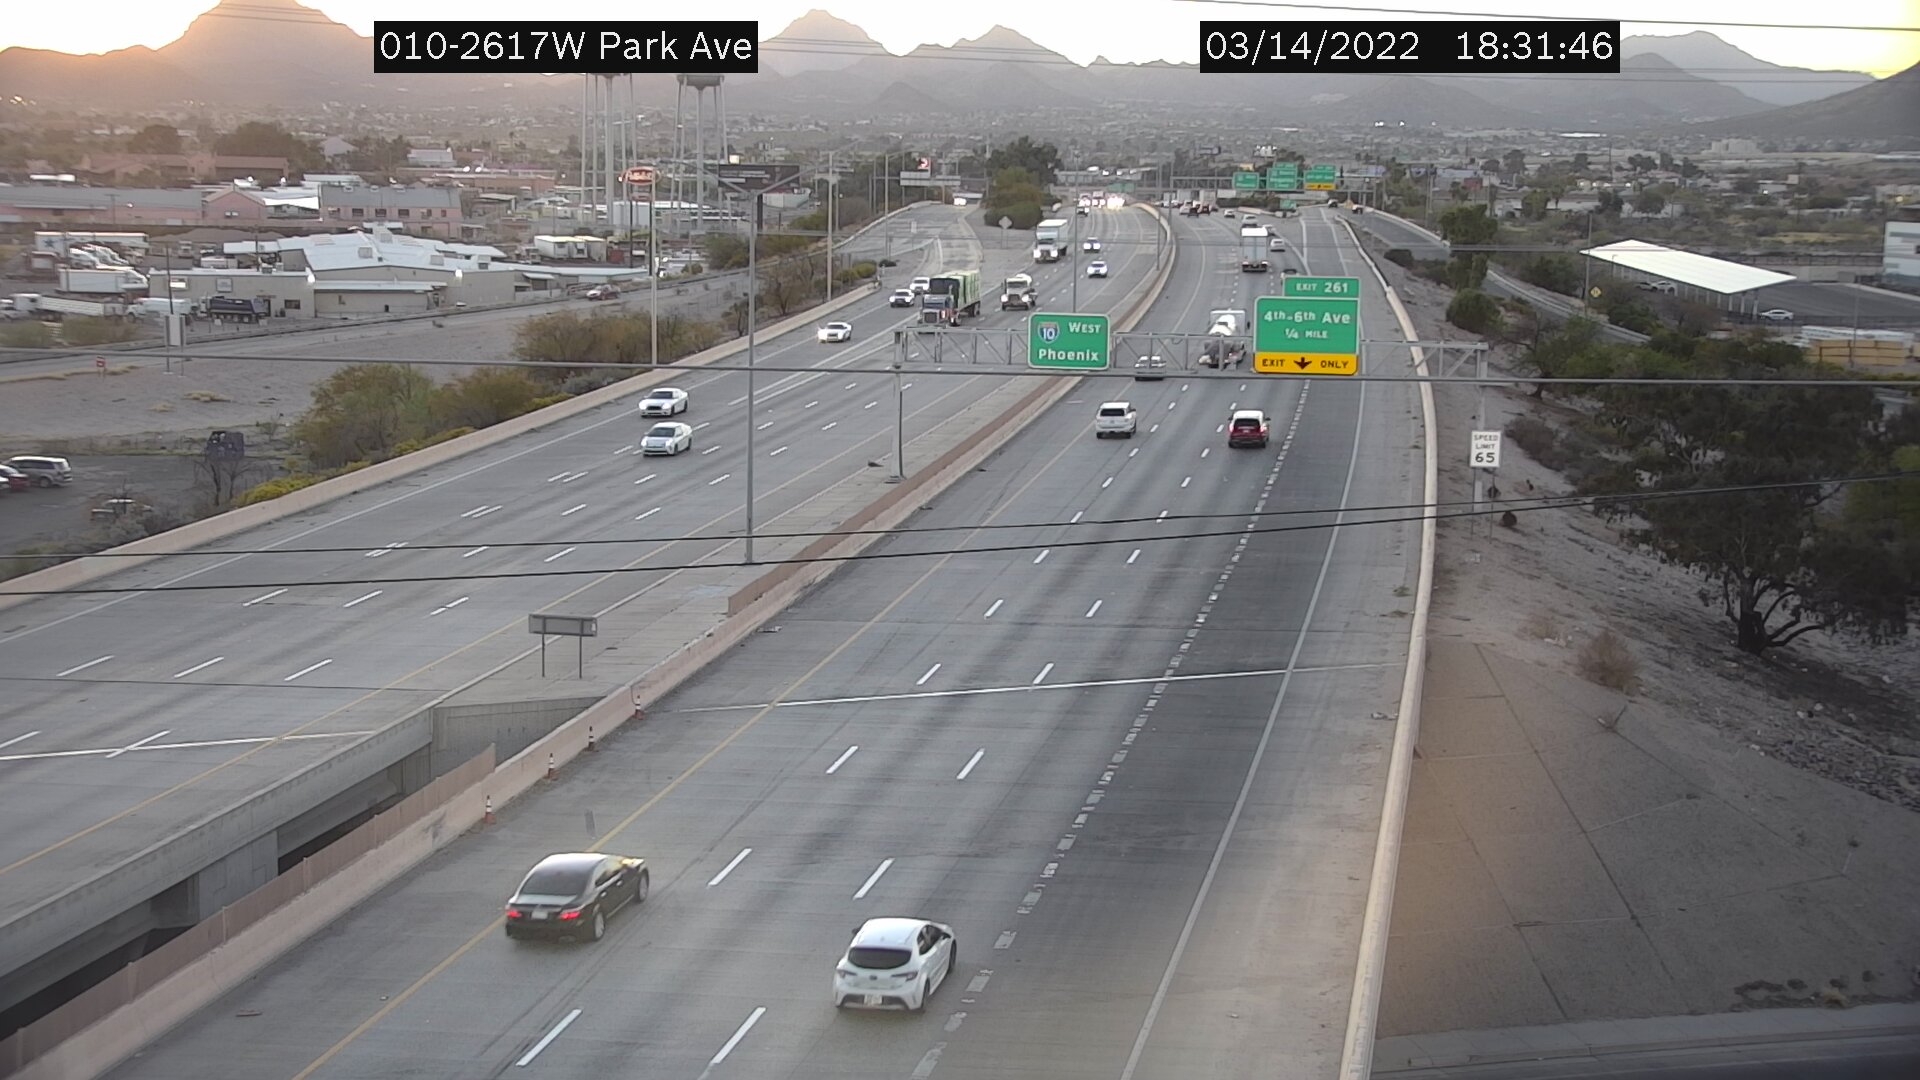 010-2617W Park Ave
03/14/2022 18:31:46
EXIT 261
4th-6th Ave
1/4 MILE
EXIT ONLY
WEST
10
Phoenix
SPEED
LIMIT
65